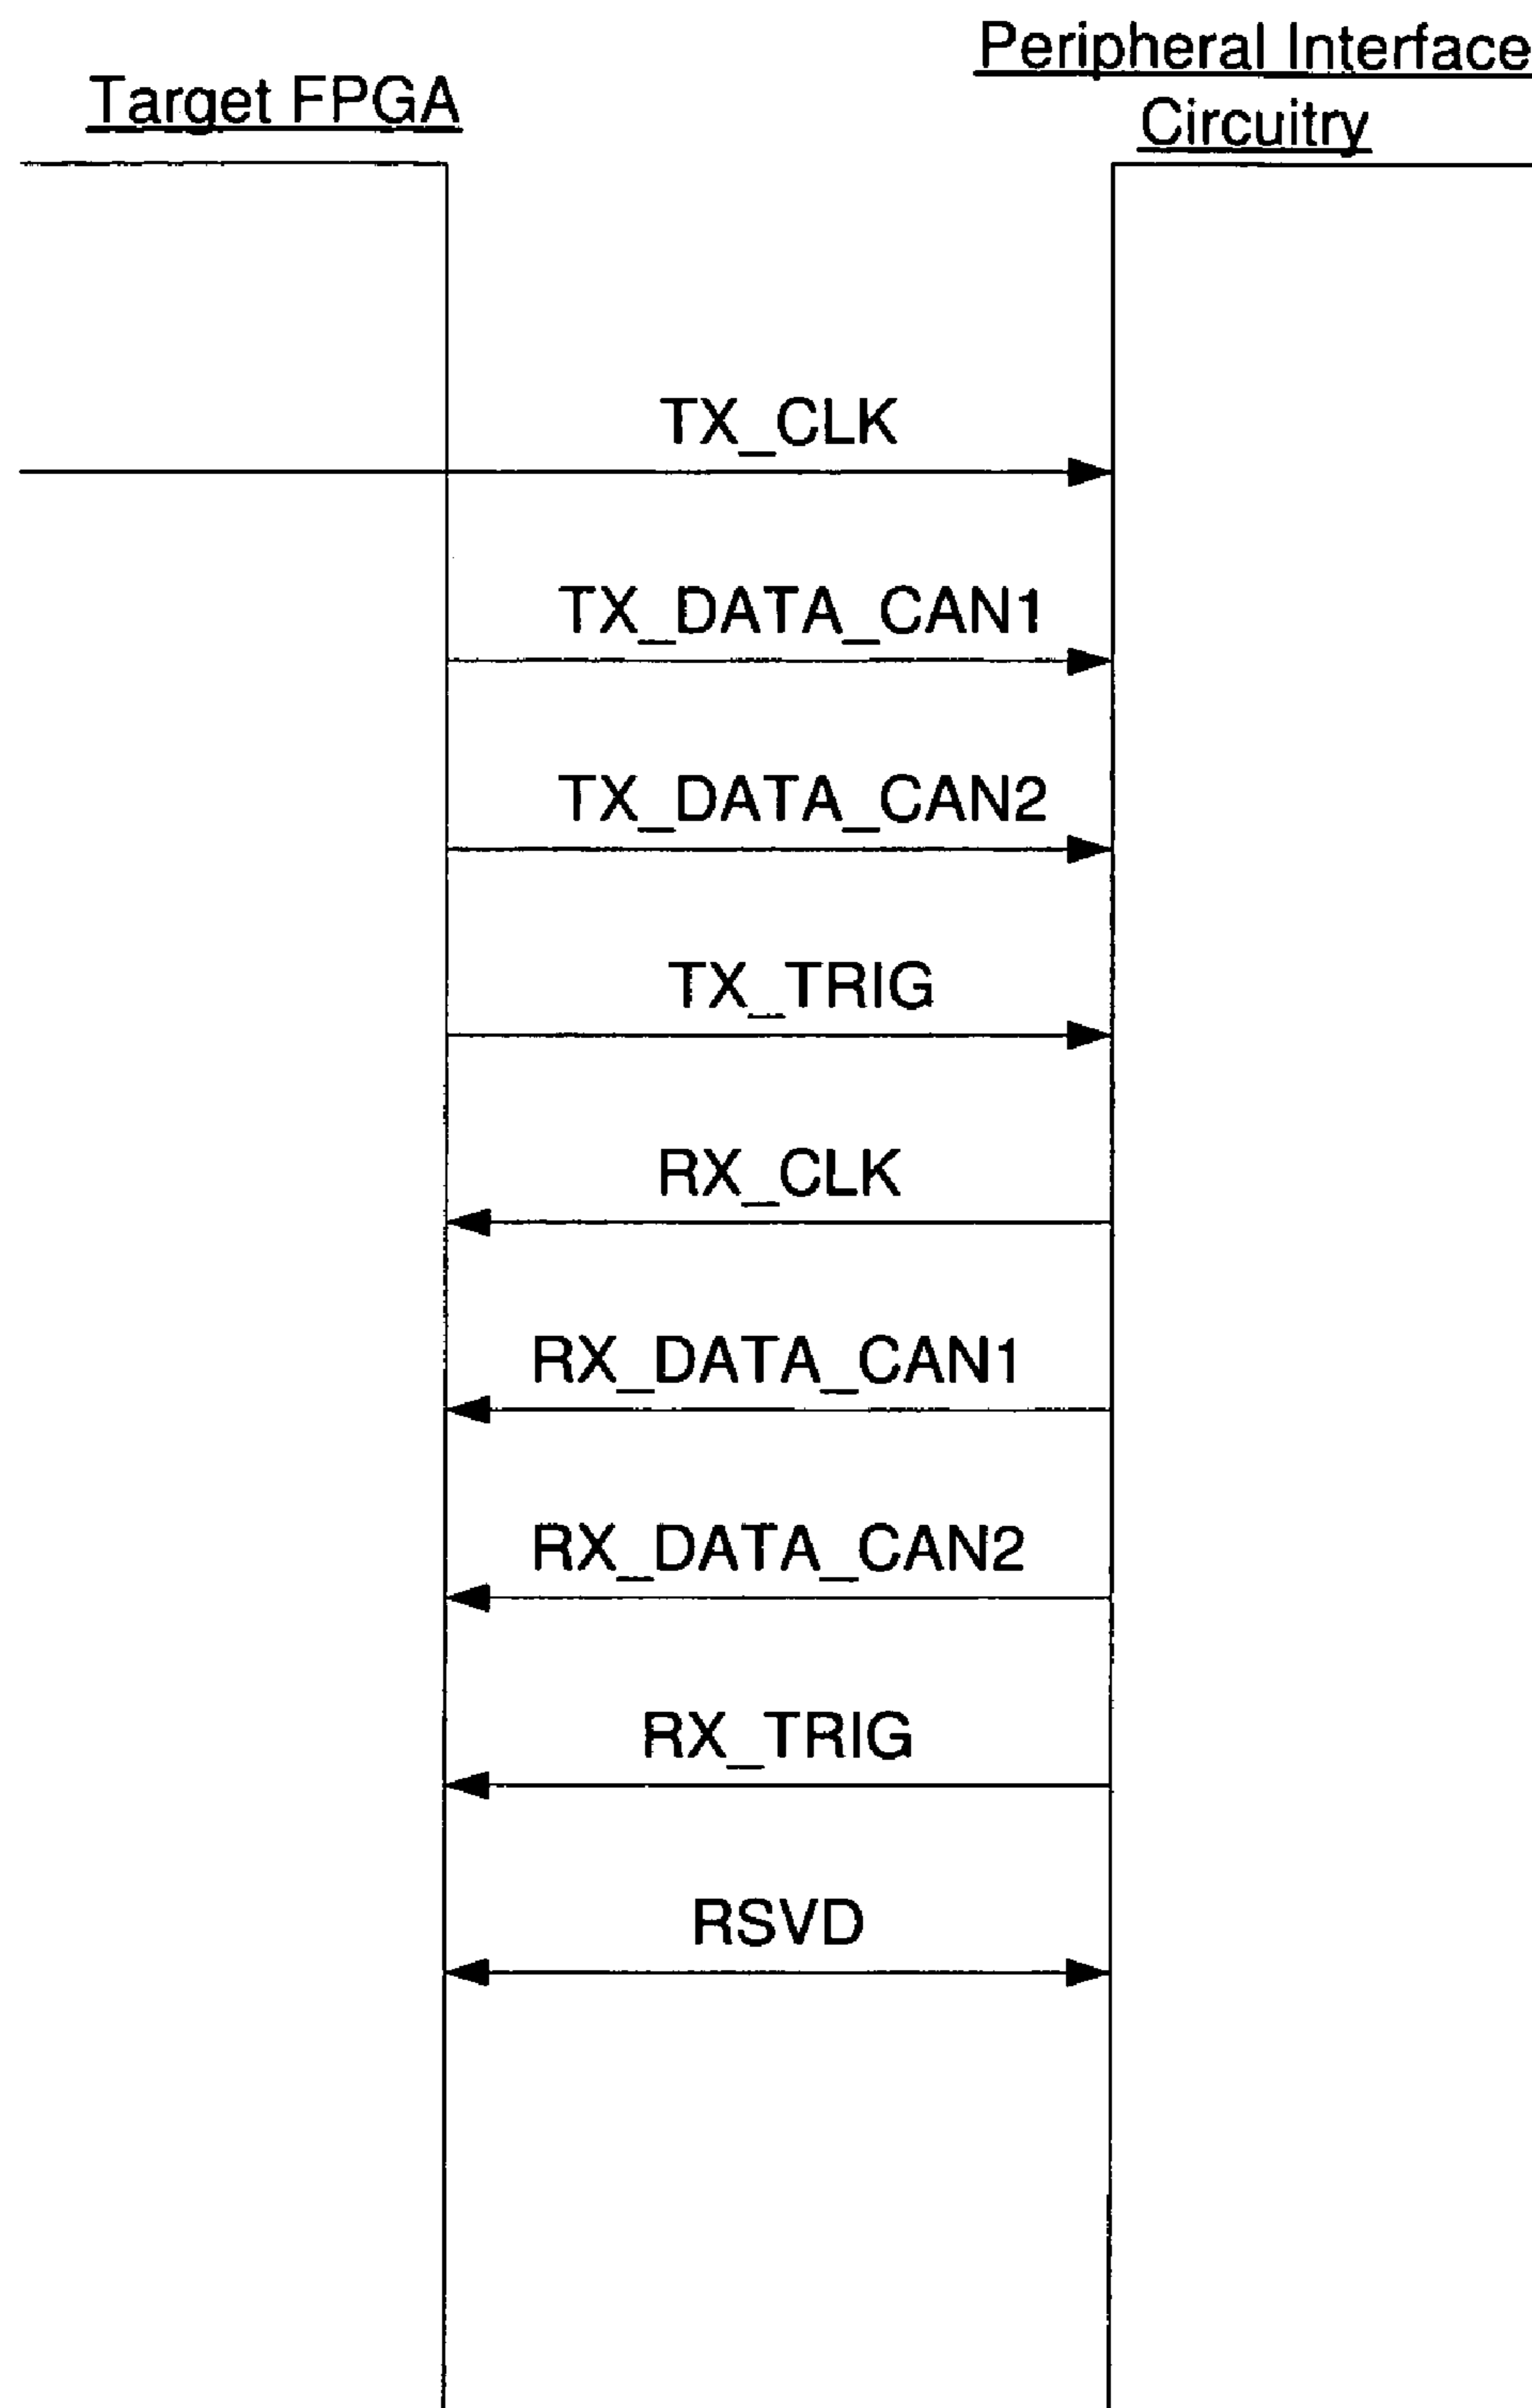 Target FPGA
Peripheral Interface
Circuitry
TX_CLK
TX_DATA_CAN1
TX_DATA_CAN2
TX_TRIG
RX_CLK
RX_DATA_CAN1
RX_DATA_CAN2
RX_TRIG
RSVD